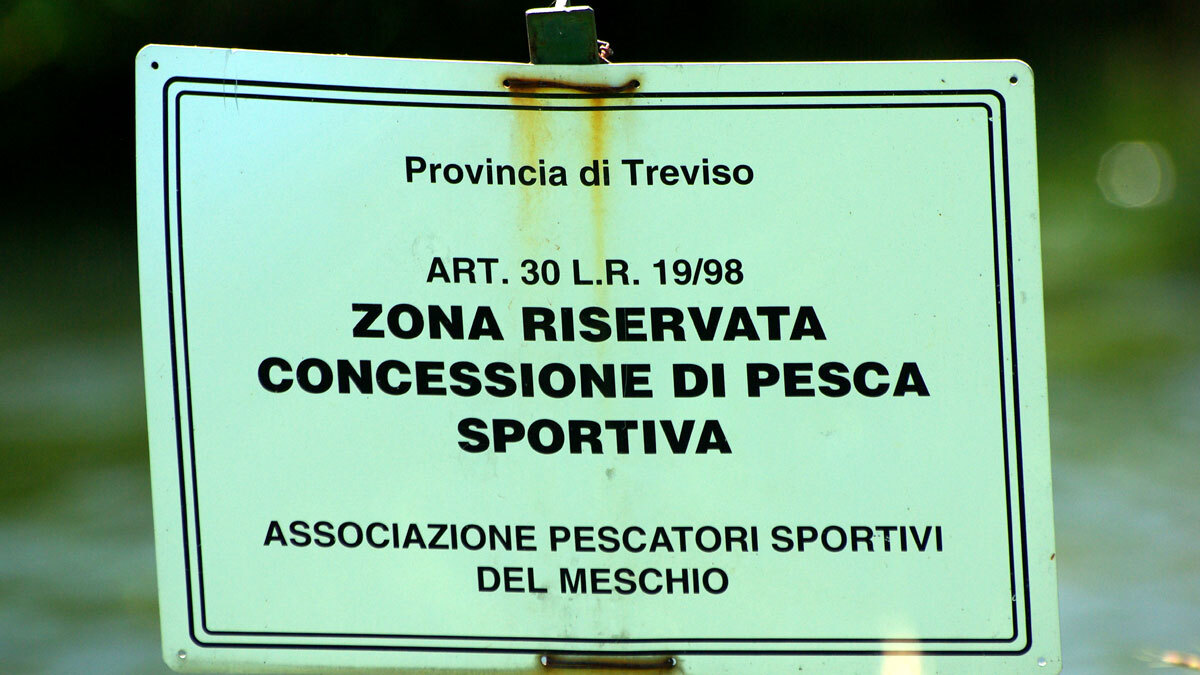 Provincia di Treviso
ART. 30 L.R. 19/98
ZONA RISERVATA
CONCESSIONE DI PESCA
SPORTIVA
ASSOCIAZIONE PESCATORI SPORTIVI
DEL MESCHIO